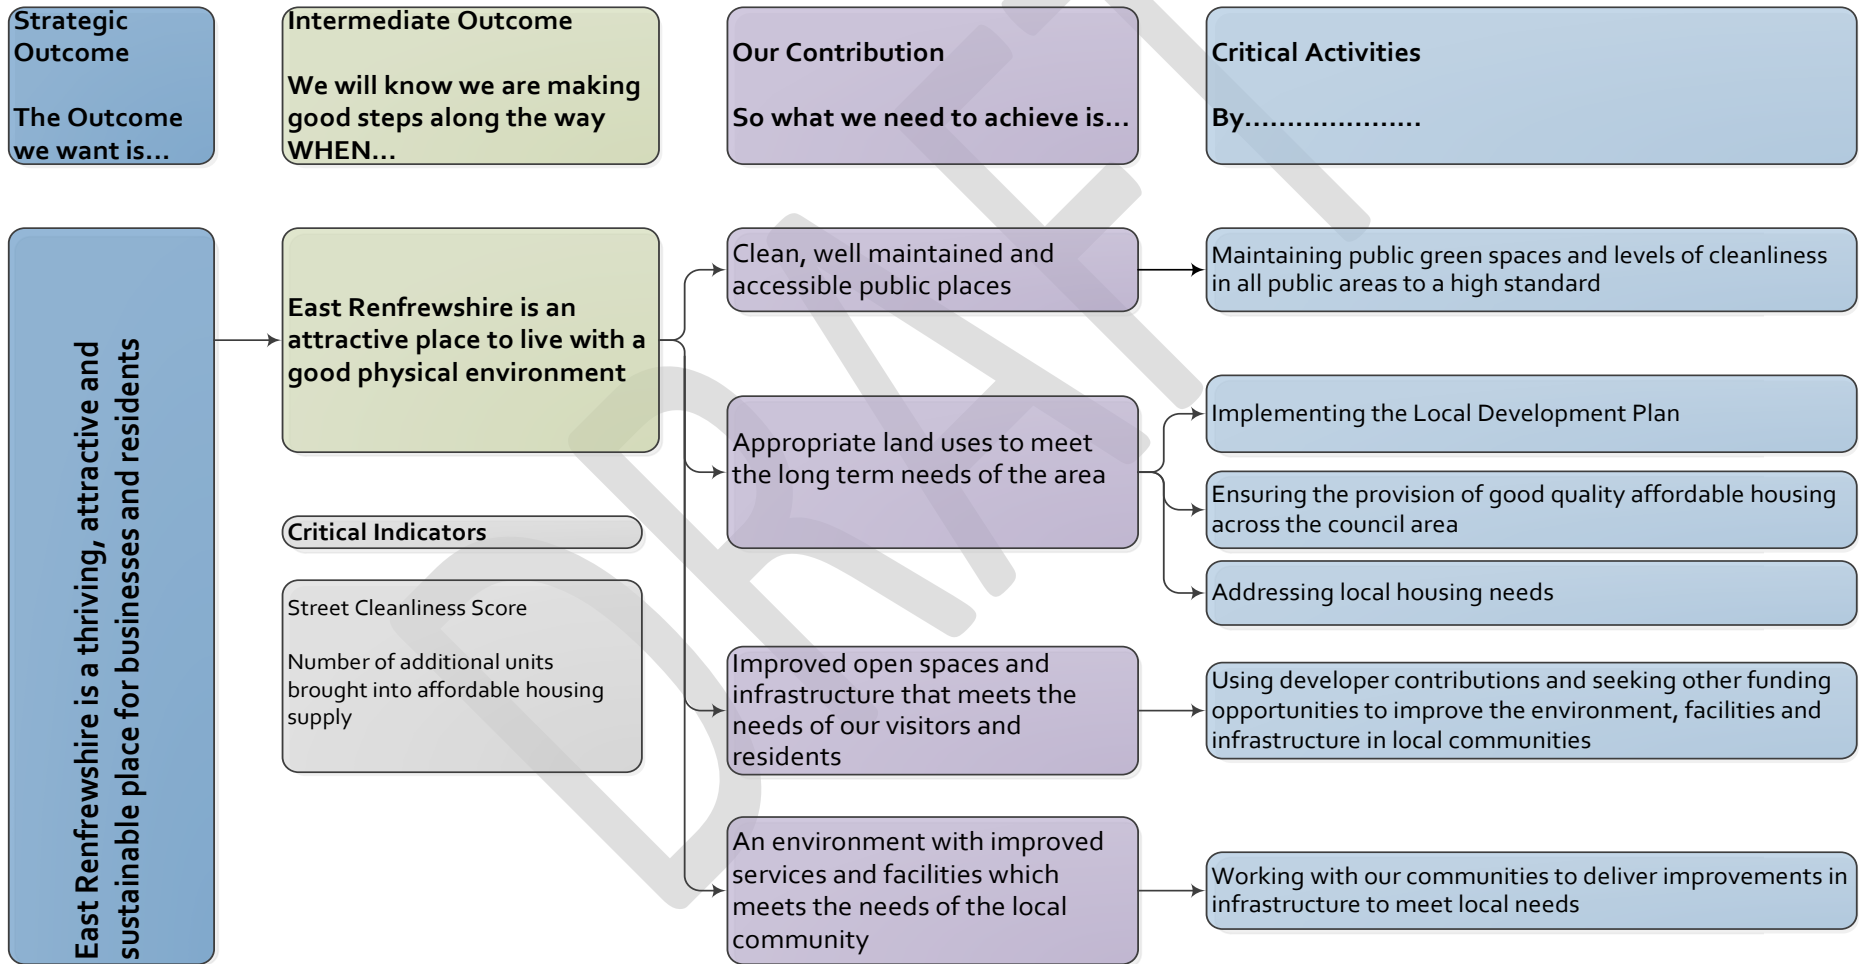 Strategic
Outcome
The Outcome
we want is...
Intermediate Outcome
We will know we are making
good steps along the way
WHEN...
Our Contribution
So what we need to achieve is...
Critical Activities
By.....................
East Renfrewshire is a thriving, attractive and
sustainable place for businesses and residents
East Renfrewshire is an
attractive place to live with a
good physical environment
Critical Indicators
Street Cleanliness Score
Number of additional units
brought into affordable housing
supply
Clean, well maintained and
accessible public places
Maintaining public green spaces and levels of cleanliness
in all public areas to a high standard
Appropriate land uses to meet
the long term needs of the area
Implementing the Local Development Plan
Ensuring the provision of good quality affordable housing
across the council area
Addressing local housing needs
Improved open spaces and
infrastructure that meets the
needs of our visitors and
residents
Using developer contributions and seeking other funding
opportunities to improve the environment, facilities and
infrastructure in local communities
An environment with improved
services and facilities which
meets the needs of the local
community
Working with our communities to deliver improvements in
infrastructure to meet local needs
DRAFT